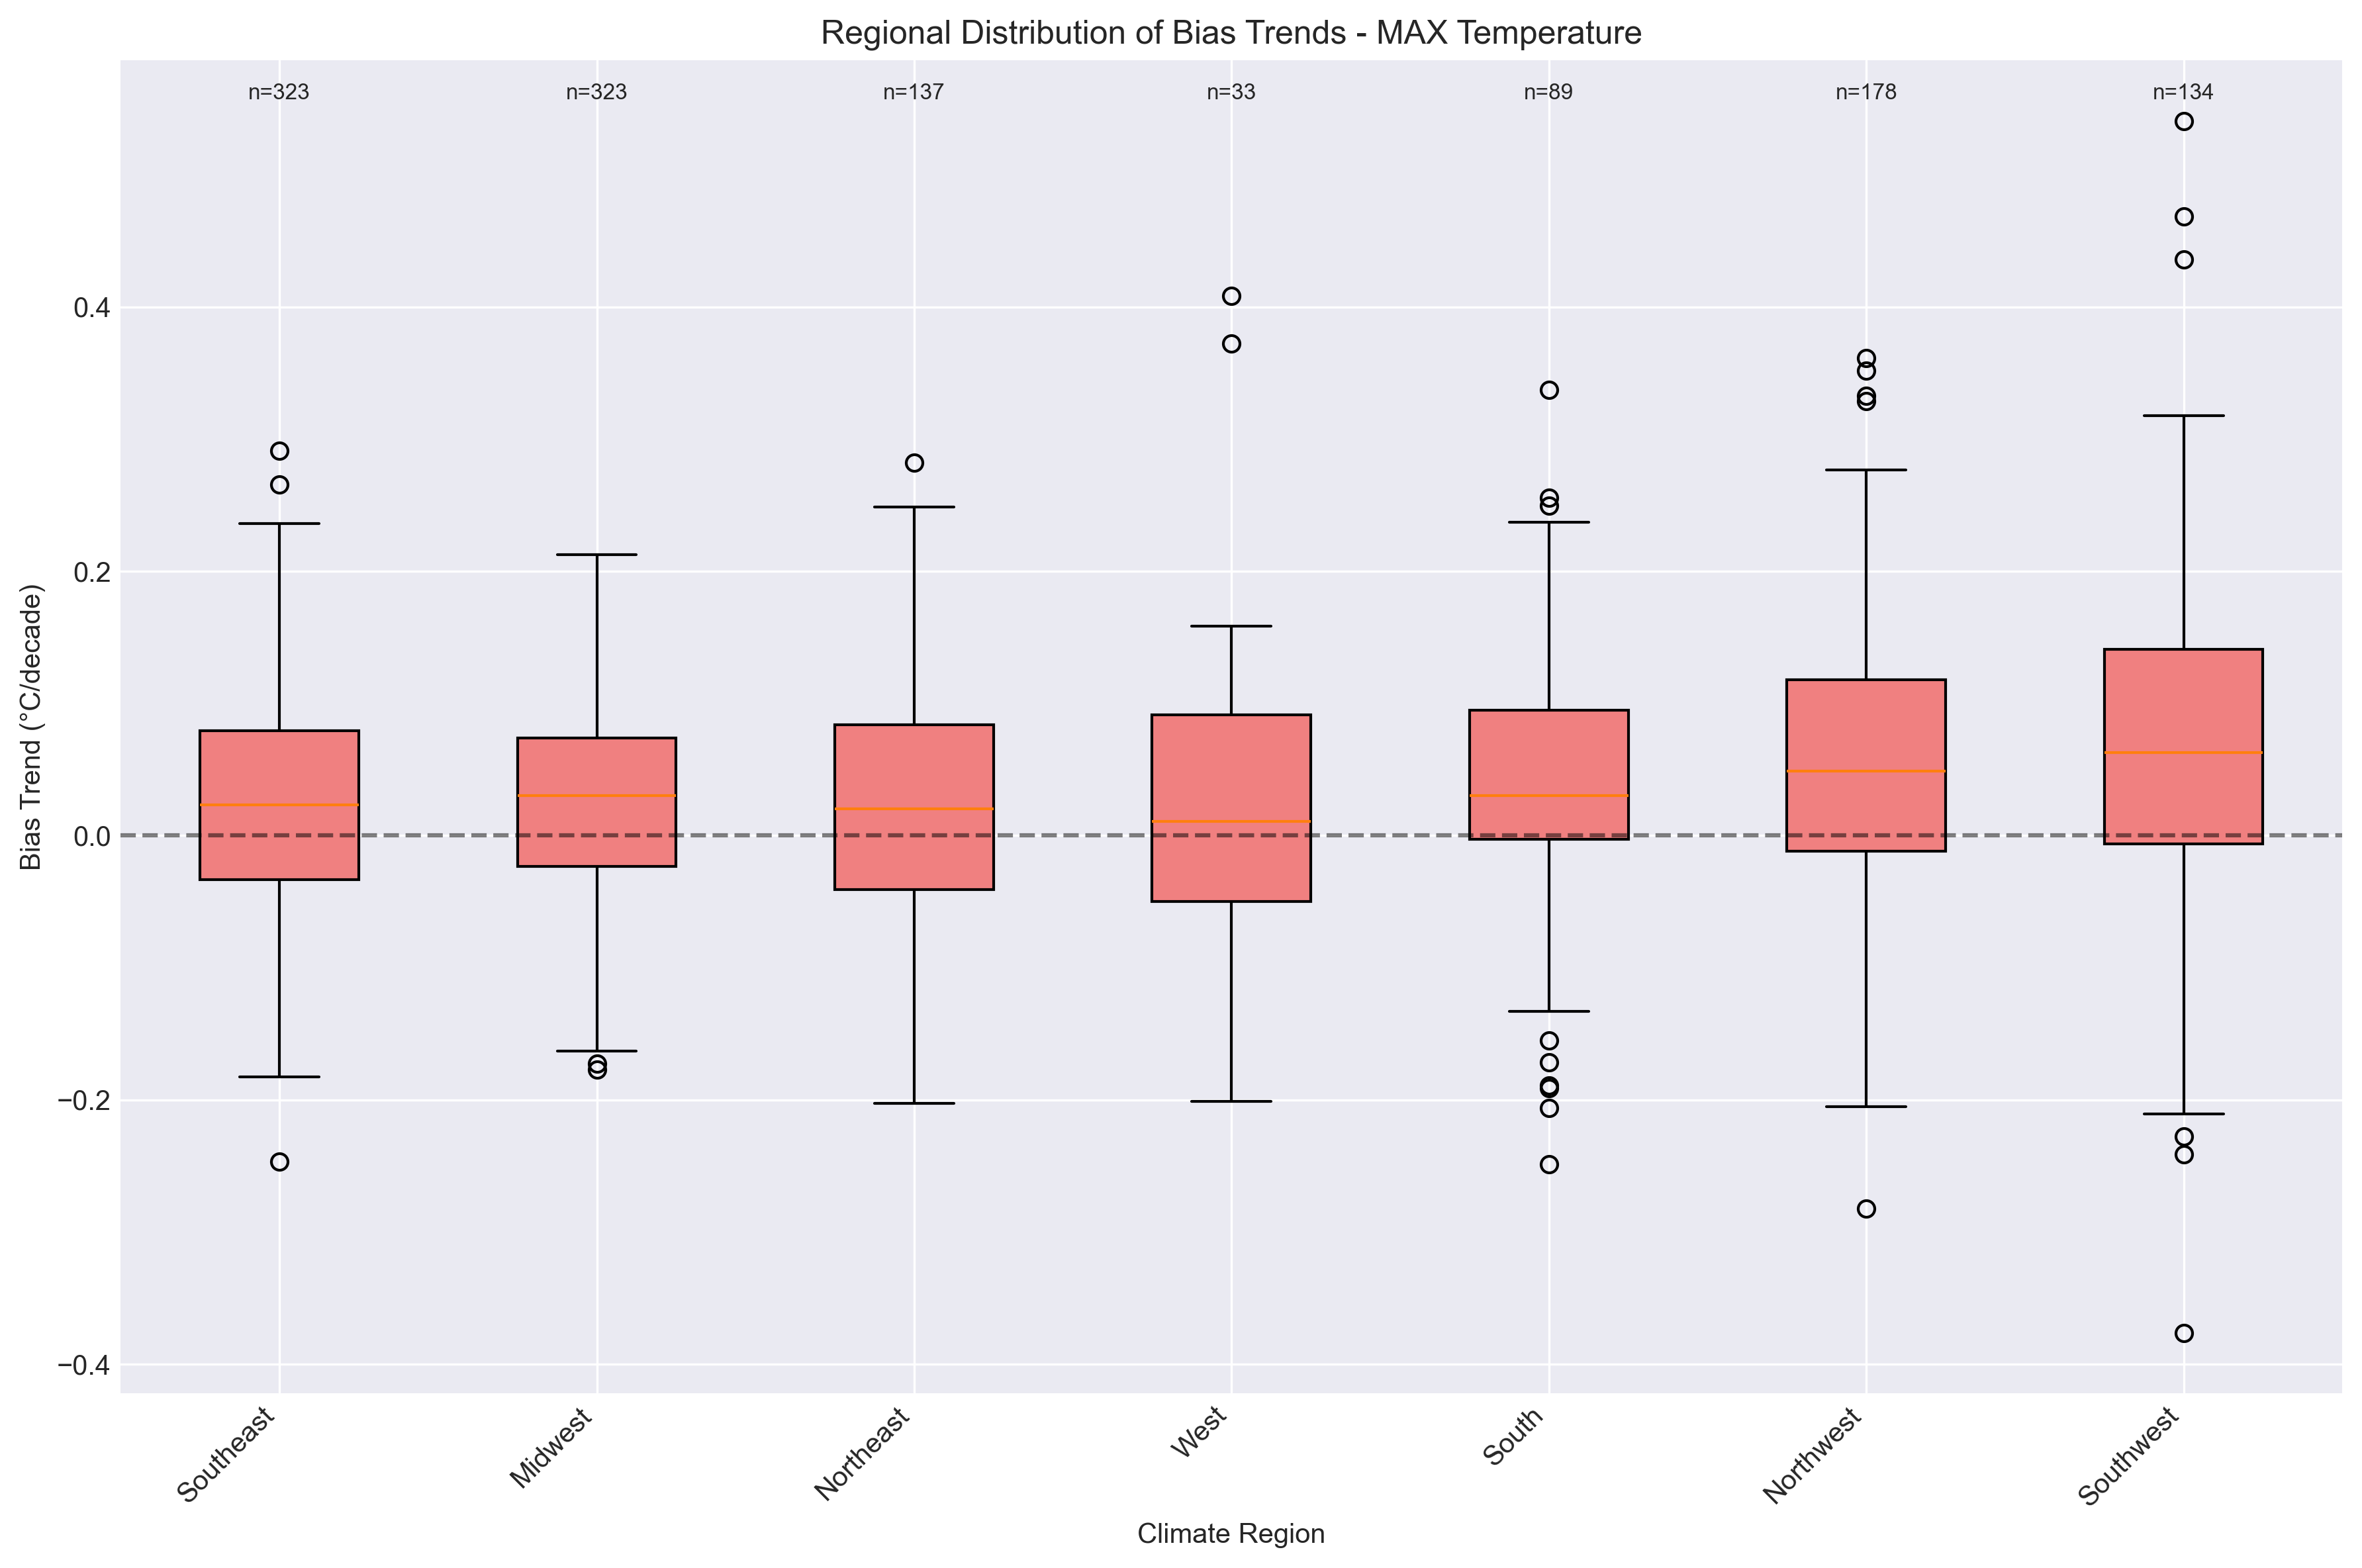 Regional Distribution of Bias Trends - MAX Temperature
n=323
n=323
n=137
n=33
n=89
n=178
n=134
0.4
0.2
0.0
−0.2
−0.4
Bias Trend (°C/decade)
Southeast
Midwest
Northeast
West
South
Northwest
Southwest
Climate Region